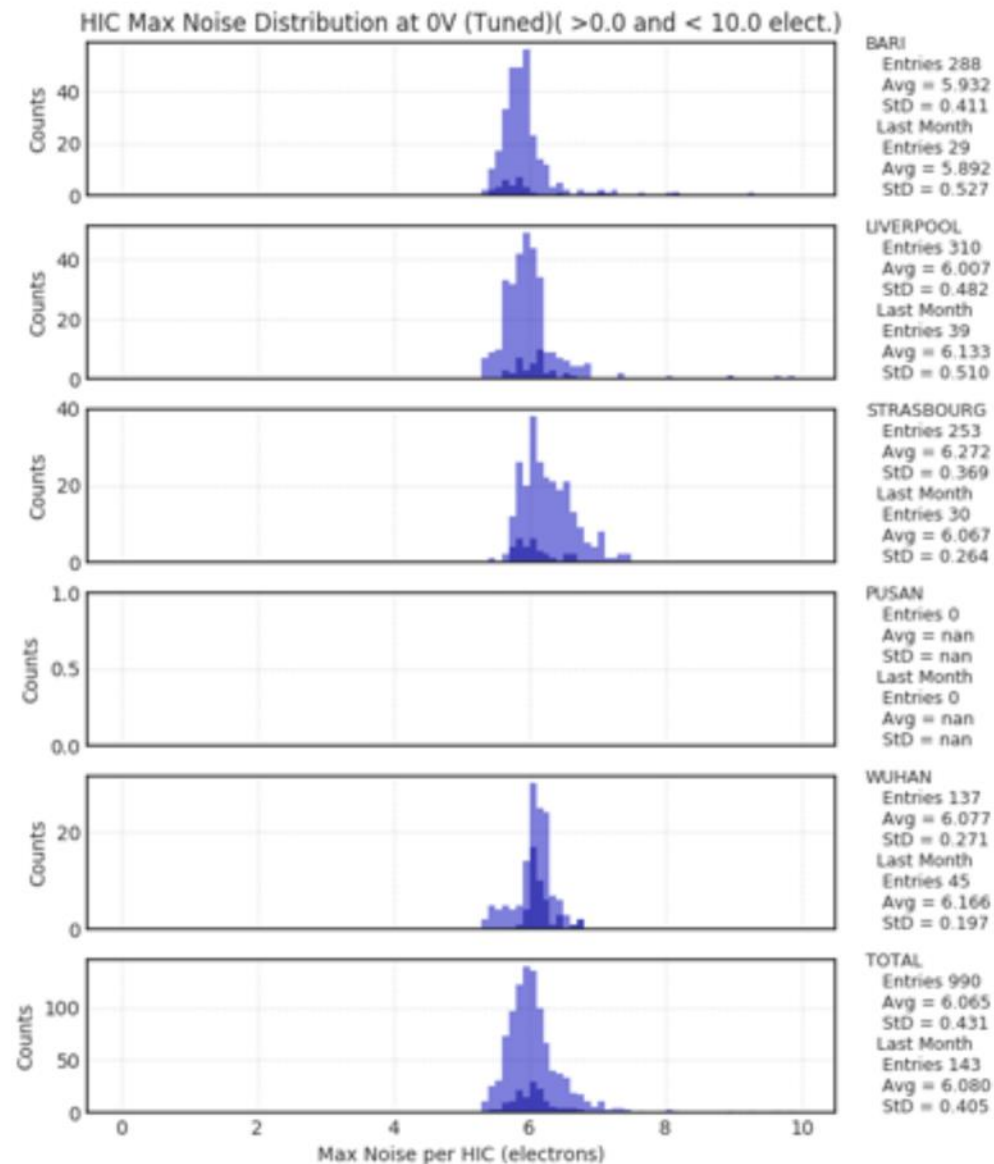 HIC Max Noise Distribution at 0V (Tuned)( >0.0 and < 10.0 elect.)
Counts
40
20
0
BARI
Entries 288
Avg = 5.932
StD = 0.411
Last Month
Entries 29
Avg = 5.892
StD = 0.527
Counts
40
20
0
LIVERPOOL
Entries 310
Avg = 6.007
StD = 0.482
Last Month
Entries 39
Avg = 6.133
StD = 0.510
Counts
40
20
0
STRASBOURG
Entries 253
Avg = 6.272
StD = 0.369
Last Month
Entries 30
Avg = 6.067
StD = 0.264
Counts
1.0
0.5
0.0
PUSAN
Entries 0
Avg = nan
StD = nan
Last Month
Entries 0
Avg = nan
StD = nan
Counts
20
0
WUHAN
Entries 137
Avg = 6.077
StD = 0.271
Last Month
Entries 45
Avg = 6.166
StD = 0.197
Counts
100
50
0
TOTAL
Entries 990
Avg = 6.065
StD = 0.431
Last Month
Entries 143
Avg = 6.080
StD = 0.405
0 2 4 6 8 10
Max Noise per HIC (electrons)